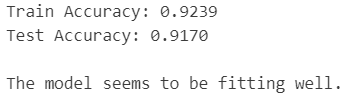 Train Accuracy: 0.9239
Test Accuracy: 0.9170
The model seems to be fitting well.